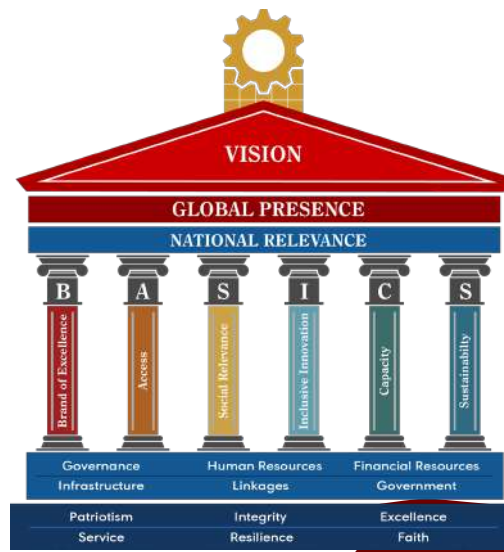 VISION
GLOBAL PRESENCE
NATIONAL RELEVANCE
B A S I C S
Brand of Excellence
Access
Social Relevance
Inclusive Innovation
Capacity
Sustainabilty
Governance Human Resources Financial Resources
Infrastructure Linkages Government
Patriotism Integrity Excellence
Service Resilience Faith